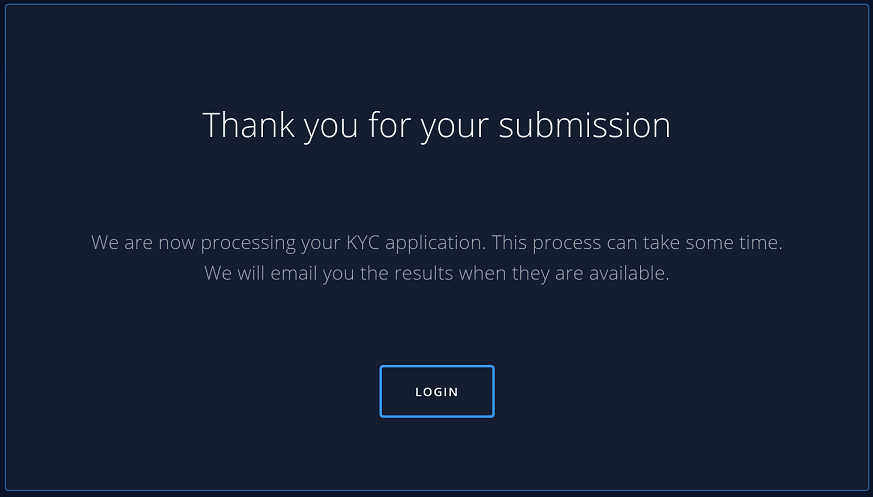 Thank you for your submission
We are now processing your KYC application. This process can take some time.
We will email you the results when they are available.
LOGIN